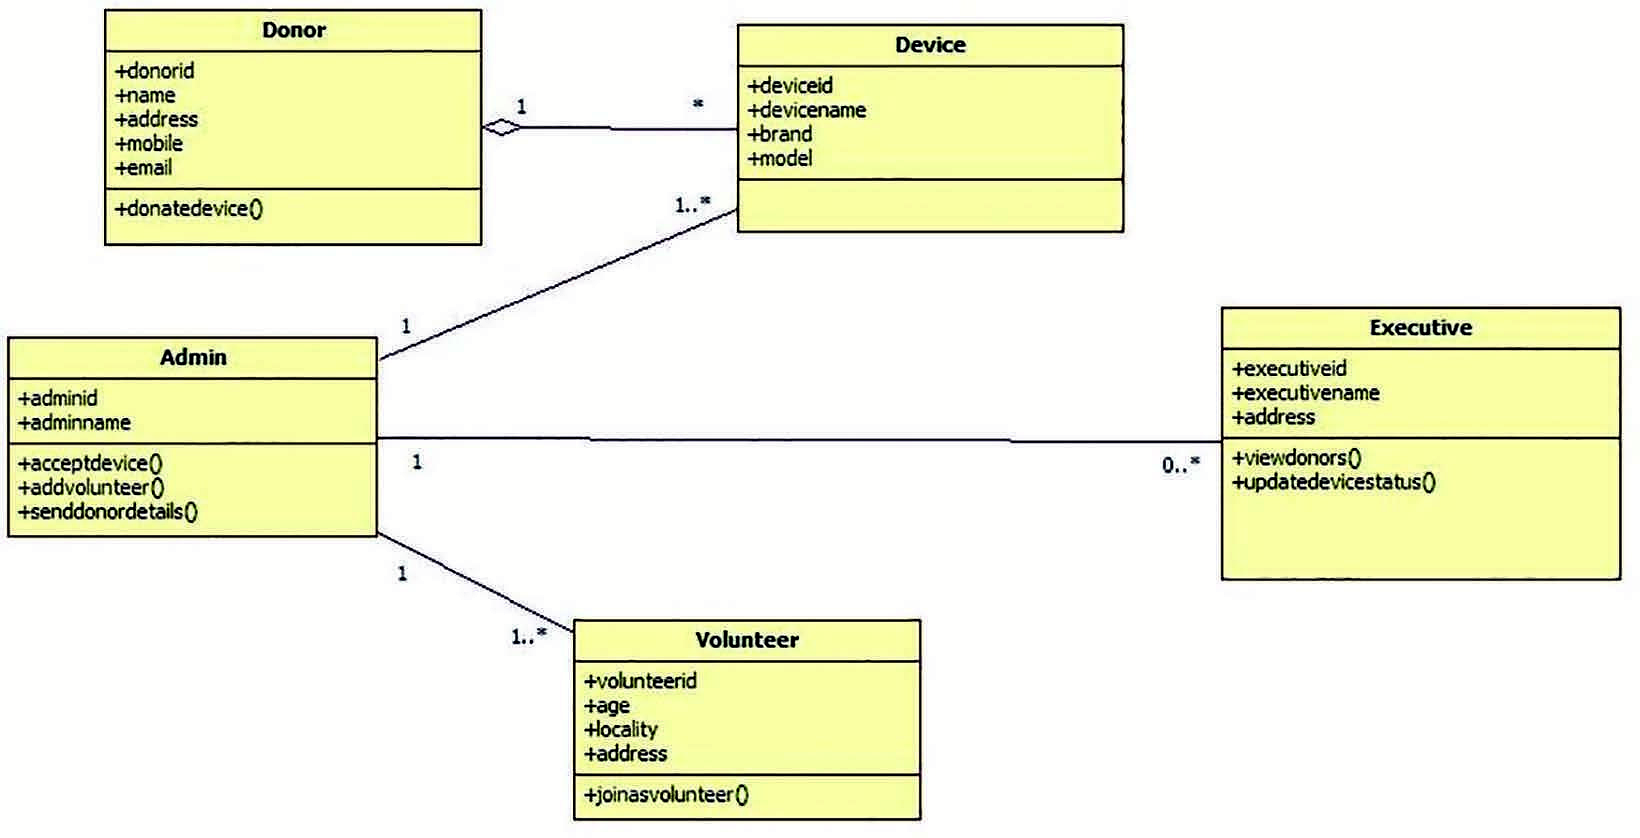 Donor
+donorid
+name
+address
+mobile
+email
+donatedevice()
1
*
Device
+deviceid
+devicename
+brand
+model
1..*
1
Admin
+adminid
+adminname
+acceptdevice()
+addvolunteer()
+senddonordetails()
1
0..*
Executive
+executiveid
+executivename
+address
+viewdonors()
+updatedevicestatus()
1
1..*
Volunteer
+volunteerid
+age
+locality
+address
+joinasvolunteer()